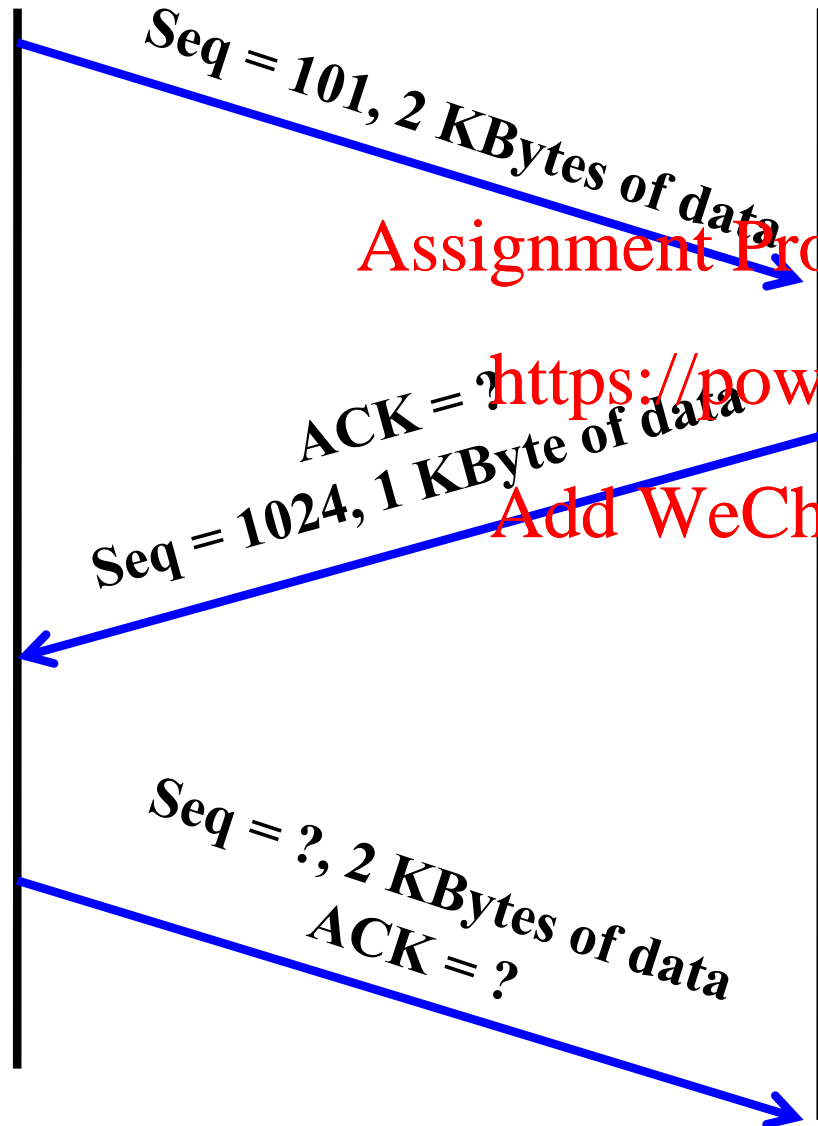 Seq = 101, 2 KBytes of data
Assignment Pro
https://pow
ACK = ?
Seq = 1024, 1 KByte of data
Add WeCh
Seq = ?, 2 KBytes of data
ACK = ?